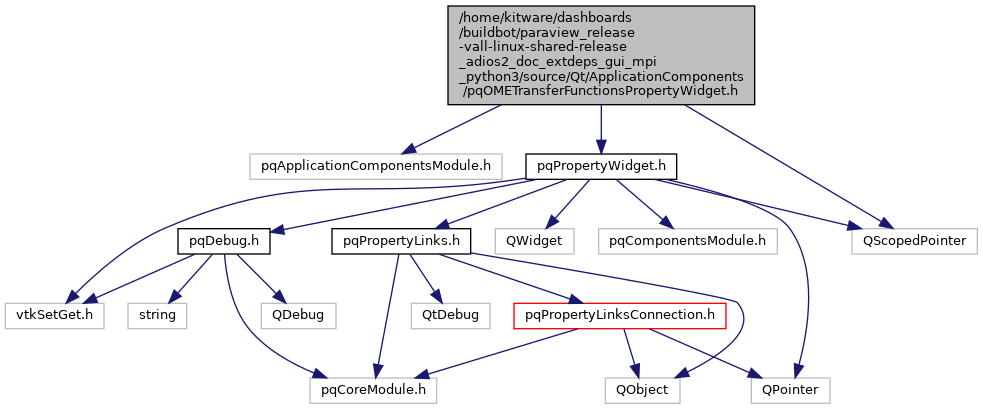 /home/kitware/dashboards
/buildbot/paraview_release
-vall-linux-shared-release
_adios2_doc_extdeps_gui_mpi
_python3/source/Qt/ApplicationComponents
/pqOMETransferFunctionsPropertyWidget.h
pqApplicationComponentsModule.h
pqPropertyWidget.h
pqDebug.h
pqPropertyLinks.h
QWidget
pqComponentsModule.h
QScopedPointer
vtkSetGet.h
string
QDebug
QtDebug
pqPropertyLinksConnection.h
pqCoreModule.h
QObject
QPointer